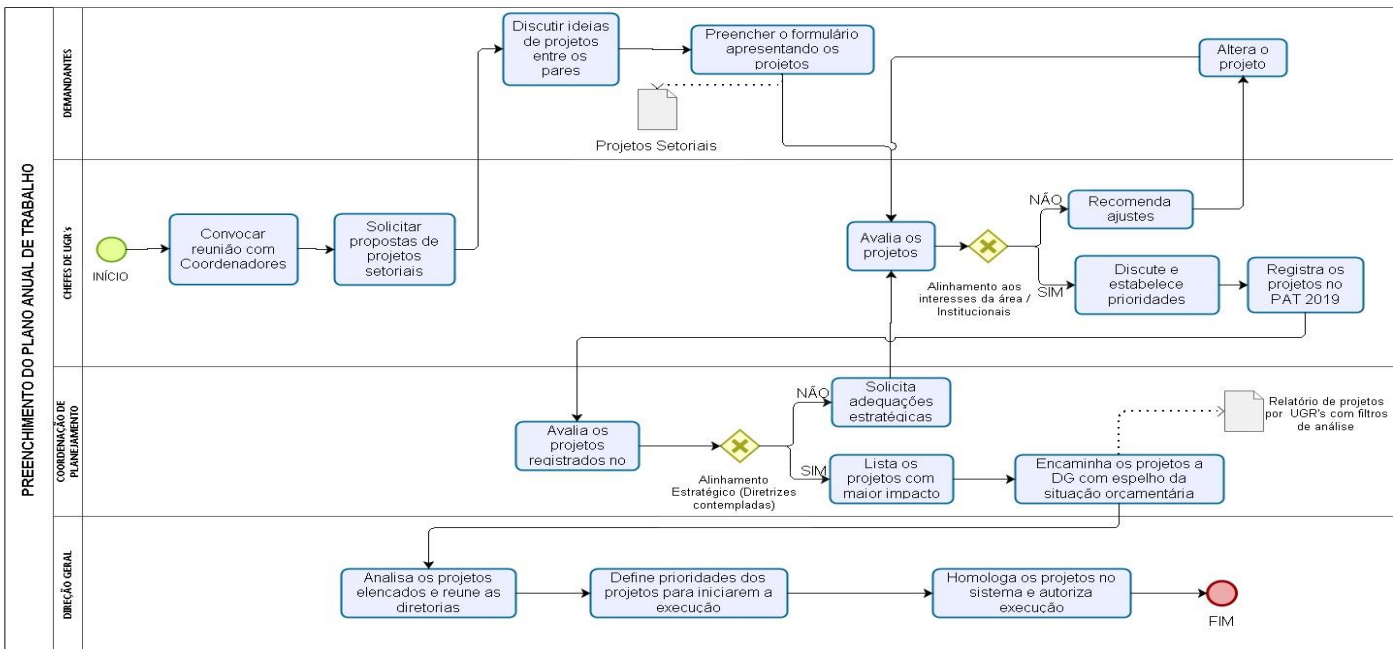 PREENCHIMENTO DO PLANO ANUAL DE TRABALHO
DEMANDANTES
Discutir ideias
de projetos
entre os
pares
Preencher o formulário
apresentando os
projetos
Projetos Setoriais
Altera o
projeto
CHEFES DE UGR's
INÍCIO
Convocar
reunião com
Coordenadores
Solicitar
propostas de
projetos
setoriais
Avalia os
projetos
Alinhamento aos
interesses da área /
Institucionais
NÃO
Recomenda
ajustes
SIM
Discute e
estabelece
prioridades
Registra os
projetos no
PAT 2019
COORDENAÇÃO DE
PLANEJAMENTO
Avalia os
projetos
registrados no
Alinhamento
Estratégico (Diretrizes
contempladas)
NÃO
Solicita
adequações
estratégicas
SIM
Lista os
projetos com
maior impacto
Encaminha os projetos a
DG com espelho da
situação orçamentária
Relatório de projetos
por UGR's com filtros
de análise
DIREÇÃO GERAL
Analisa os projetos
elencados e reune as
diretorias
Define prioridades dos
projetos para iniciarem a
execução
Homologa os projetos no
sistema e autoriza
execução
FIM